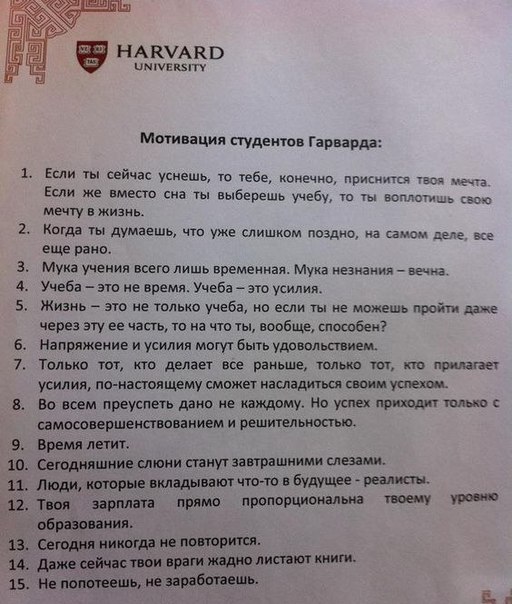 HARVARD
UNIVERSITY
Мотивация студентов Гарварда:
1. Если ты сейчас уснешь, то тебе, конечно, приснится твоя мечта.
Если же вместо сна ты выберешь учебу, то ты воплотишь свою
мечту в жизнь.
2. Когда ты думаешь, что уже слишком поздно, на самом деле, все
еще рано.
3. Мука учения всего лишь временная. Мука незнания – вечна.
4. Учеба – это не время. Учеба – это усилия.
5. Жизнь – это не только учеба, но если ты не можешь пройти даже
через эту ее часть, то на что ты, вообще, способен?
6. Напряжение и усилия могут быть удовольствием.
7. Только тот, кто делает все раньше, только тот, кто прилагает
усилия, по-настоящему сможет насладиться своим успехом.
8. Во всем преуспеть дано не каждому. Но успех приходит только с
самосовершенствованием и решительностью.
9. Время летит.
10. Сегодняшние слюни станут завтрашними слезами.
11. Люди, которые вкладывают что-то в будущее - реалисты.
12. Твоя зарплата прямо пропорциональна твоему уровню
образования.
13. Сегодня никогда не повторится.
14. Даже сейчас твои враги жадно листают книги.
15. Не попотеешь, не заработаешь.